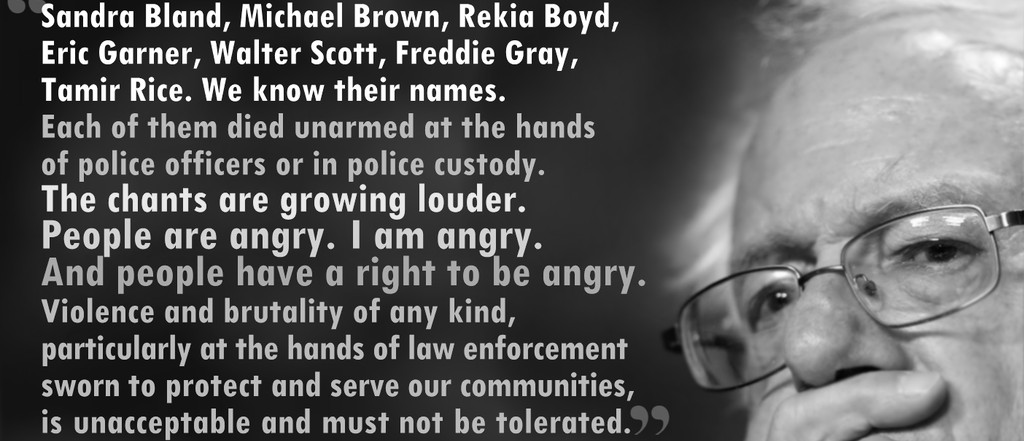 “Sandra Bland, Michael Brown, Rekia Boyd,
Eric Garner, Walter Scott, Freddie Gray,
Tamir Rice. We know their names.
Each of them died unarmed at the hands
of police officers or in police custody.
The chants are growing louder.
People are angry. I am angry.
And people have a right to be angry.
Violence and brutality of any kind,
particularly at the hands of law enforcement
sworn to protect and serve our communities,
is unacceptable and must not be tolerated.”